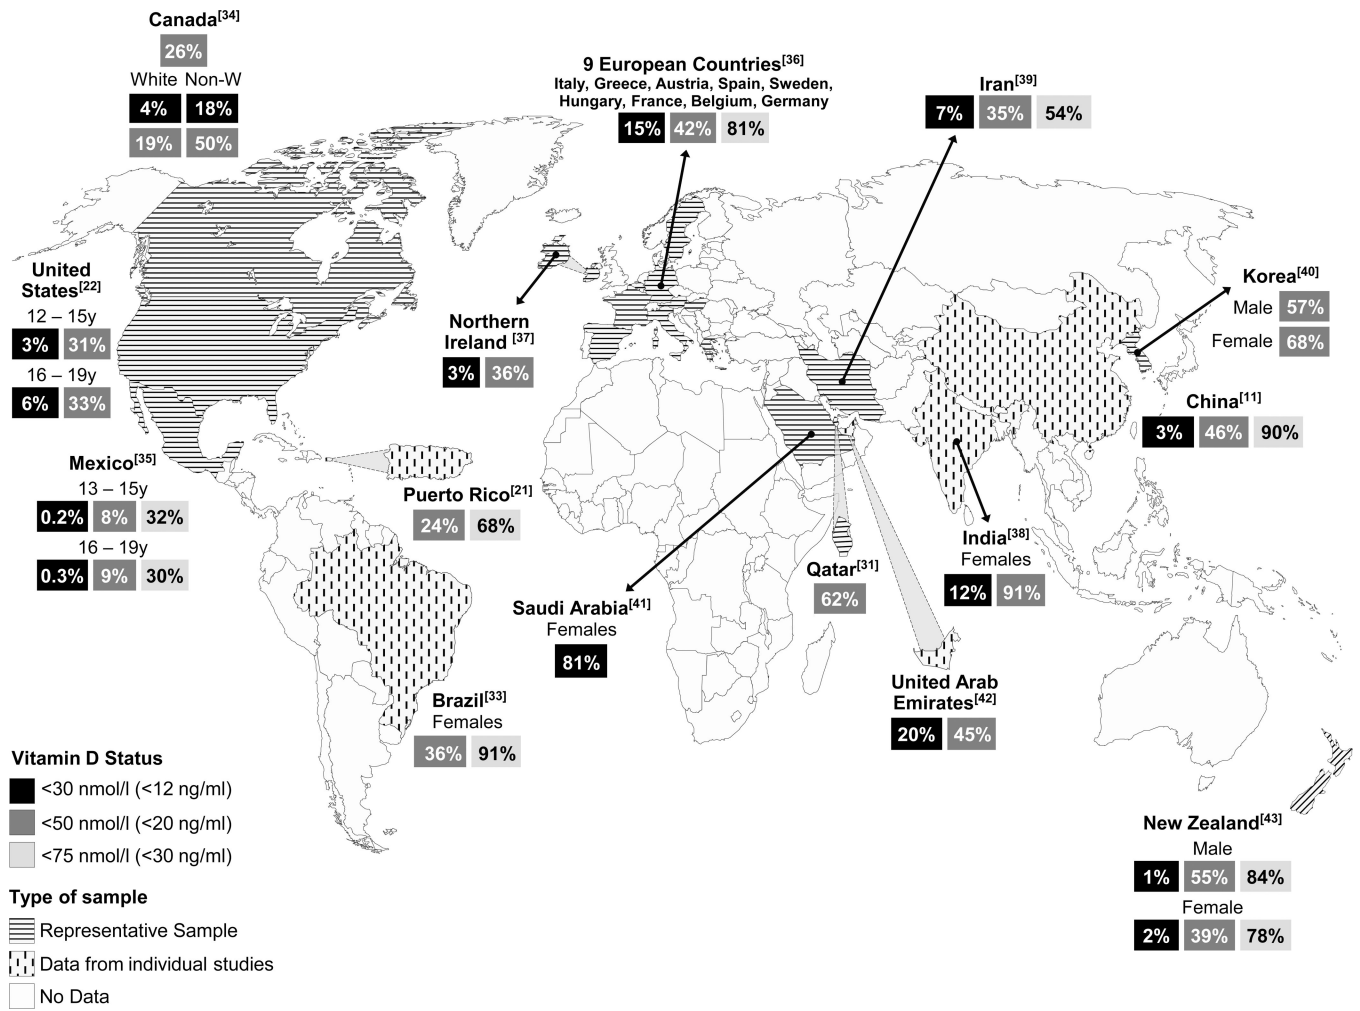 Canada[34]
26%
White Non-W
4% 18%
19% 50%
9 European Countries[36]
Italy, Greece, Austria, Spain, Sweden,
Hungary, France, Belgium, Germany
15% 42% 81%
Iran[39]
7% 35% 54%
United
States[22]
12 – 15y
3% 31%
16 – 19y
6% 33%
Northern
Ireland [37]
3% 36%
Korea[40]
Male 57%
Female 68%
China[11]
3% 46% 90%
Mexico[35]
13 – 15y
0.2% 8% 32%
16 – 19y
0.3% 9% 30%
Puerto Rico[21]
24% 68%
Saudi Arabia[41]
Females
81%
Qatar[31]
62%
India[38]
Females
12% 91%
United Arab
Emirates[42]
20% 45%
Brazil[33]
Females
36% 91%
New Zealand[43]
Male
1% 55% 84%
Female
2% 39% 78%
Vitamin D Status
<30 nmol/l (<12 ng/ml)
<50 nmol/l (<20 ng/ml)
<75 nmol/l (<30 ng/ml)
Type of sample
Representative Sample
Data from individual studies
No Data